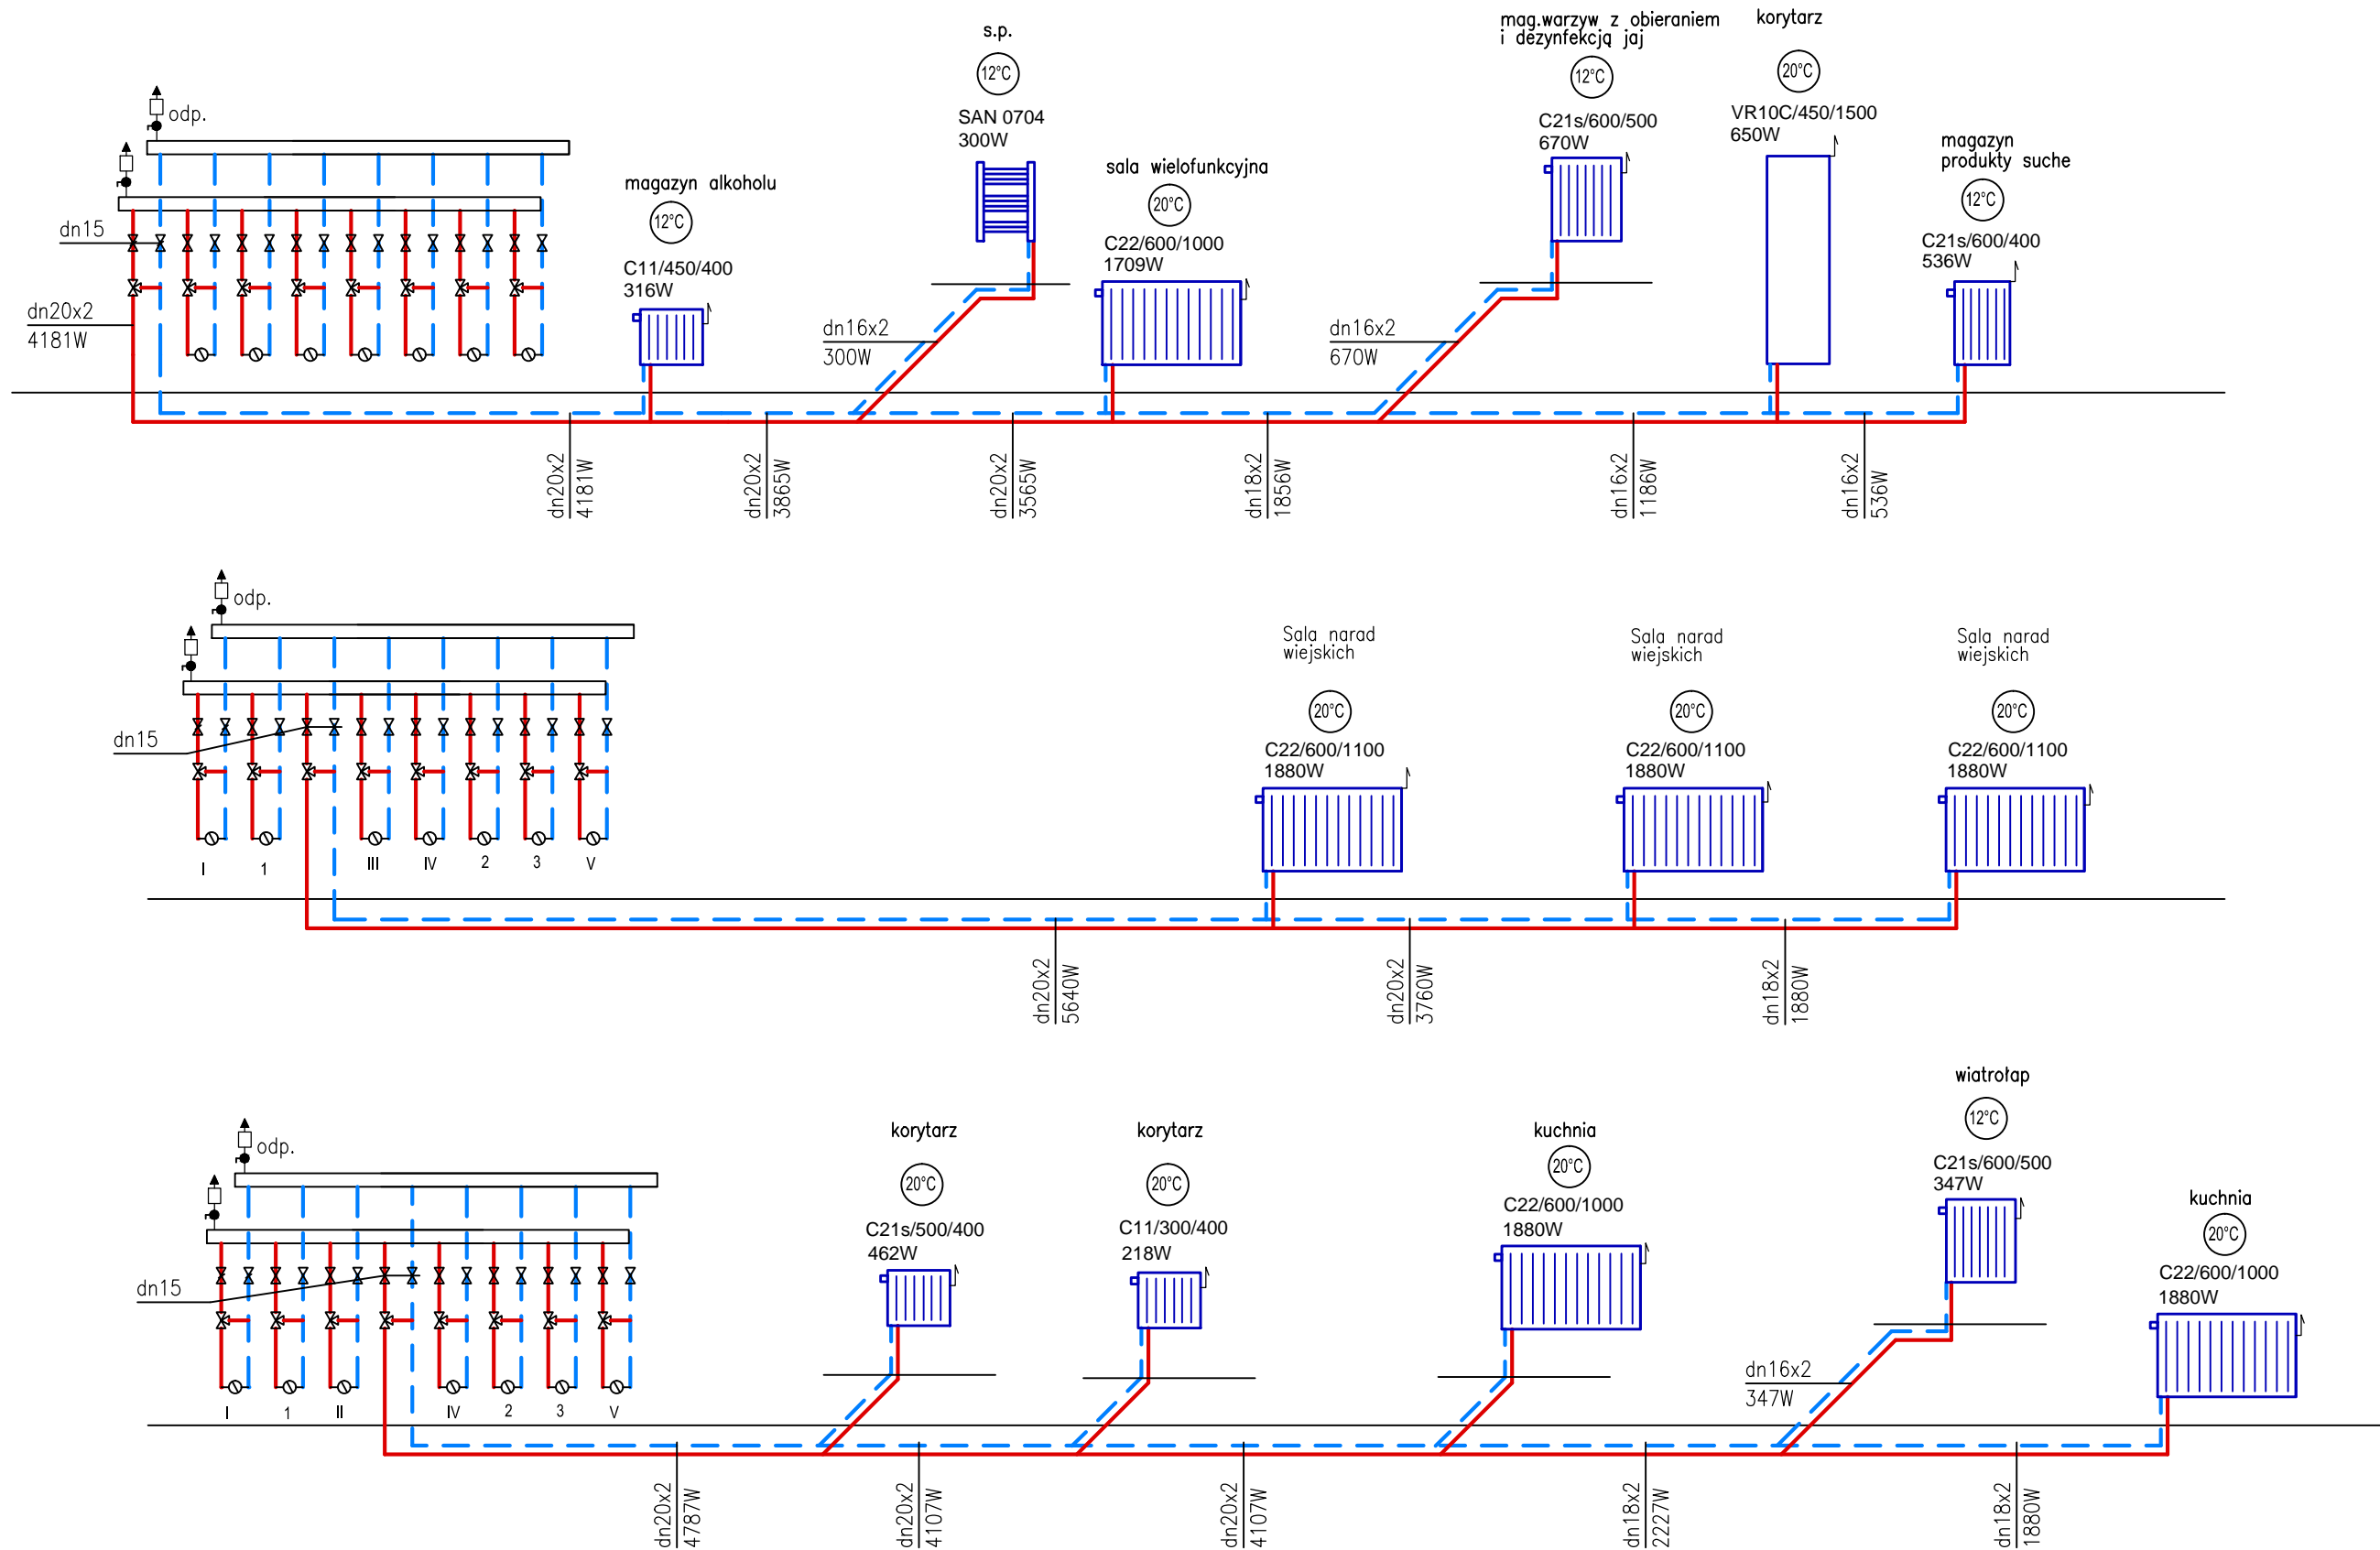 odp.
dn15
dn20x2
4181W
magazyn alkoholu
12°C
C11/450/400
316W
s.p.
12°C
SAN 0704
300W
dn16x2
300W
sala wielofunkcyjna
20°C
C22/600/1000
1709W
mag.warzyw z obieraniem
i dezynfekcją jaj
12°C
C21s/600/500
670W
dn16x2
670W
korytarz
20°C
VR10C/450/1500
650W
magazyn
produkty suche
12°C
C21s/600/400
536W
dn20x2
4181W
dn20x2
3865W
dn20x2
3565W
dn18x2
1856W
dn16x2
1186W
dn16x2
536W
odp.
dn15
I
1
III
IV
2
3
V
Sala narad
wiejskich
20°C
C22/600/1100
1880W
Sala narad
wiejskich
20°C
C22/600/1100
1880W
Sala narad
wiejskich
20°C
C22/600/1100
1880W
dn20x2
5640W
dn20x2
3760W
dn18x2
1880W
odp.
dn15
I
1
II
IV
2
3
V
korytarz
20°C
C21s/500/400
462W
korytarz
20°C
C11/300/400
218W
kuchnia
20°C
C22/600/1000
1880W
wiatrołap
12°C
C21s/600/500
347W
dn16x2
347W
kuchnia
20°C
C22/600/1000
1880W
dn20x2
4787W
dn20x2
4107W
dn20x2
4107W
dn18x2
2227W
dn18x2
1880W